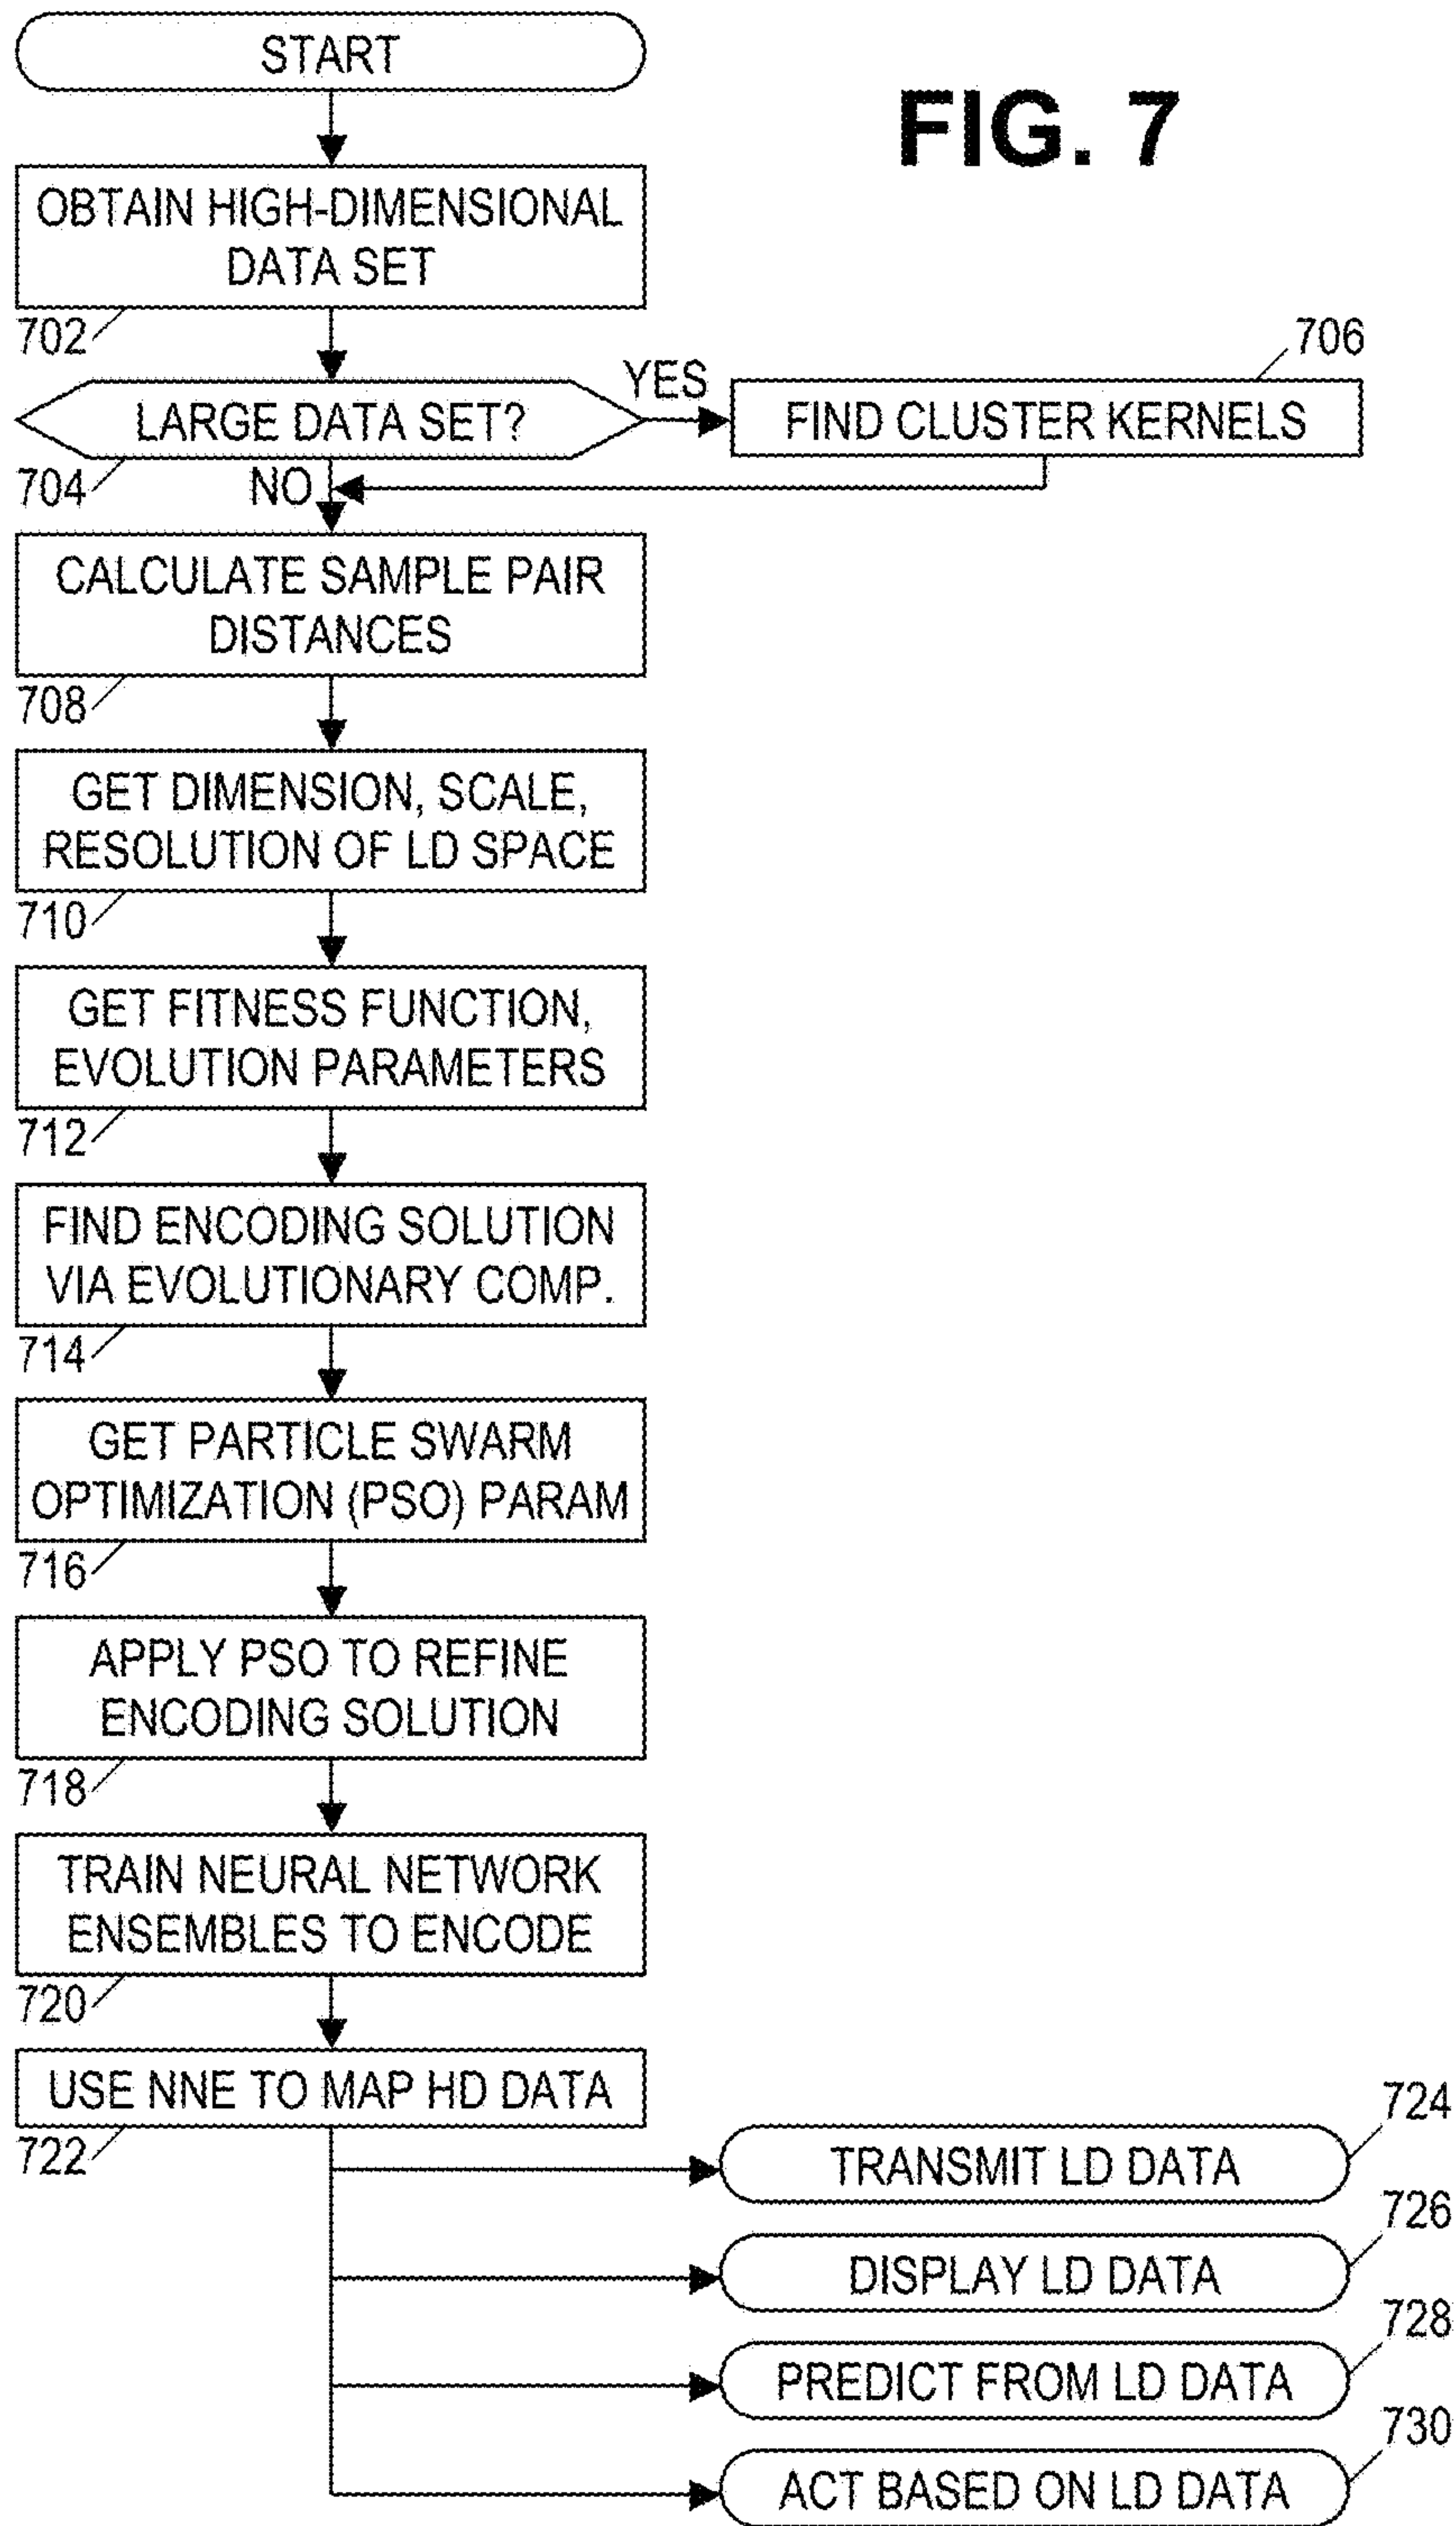 START
FIG. 7
OBTAIN HIGH-DIMENSIONAL
DATA SET
702
706
YES
LARGE DATA SET?
FIND CLUSTER KERNELS
704
NO
CALCULATE SAMPLE PAIR
DISTANCES
708
GET DIMENSION, SCALE,
RESOLUTION OF LD SPACE
710
GET FITNESS FUNCTION,
EVOLUTION PARAMETERS
712
FIND ENCODING SOLUTION
VIA EVOLUTIONARY COMP.
714
GET PARTICLE SWARM
OPTIMIZATION (PSO) PARAM
716
APPLY PSO TO REFINE
ENCODING SOLUTION
718
TRAIN NEURAL NETWORK
ENSEMBLES TO ENCODE
720
USE NNE TO MAP HD DATA
722
724
TRANSMIT LD DATA
726
DISPLAY LD DATA
728
PREDICT FROM LD DATA
730
ACT BASED ON LD DATA